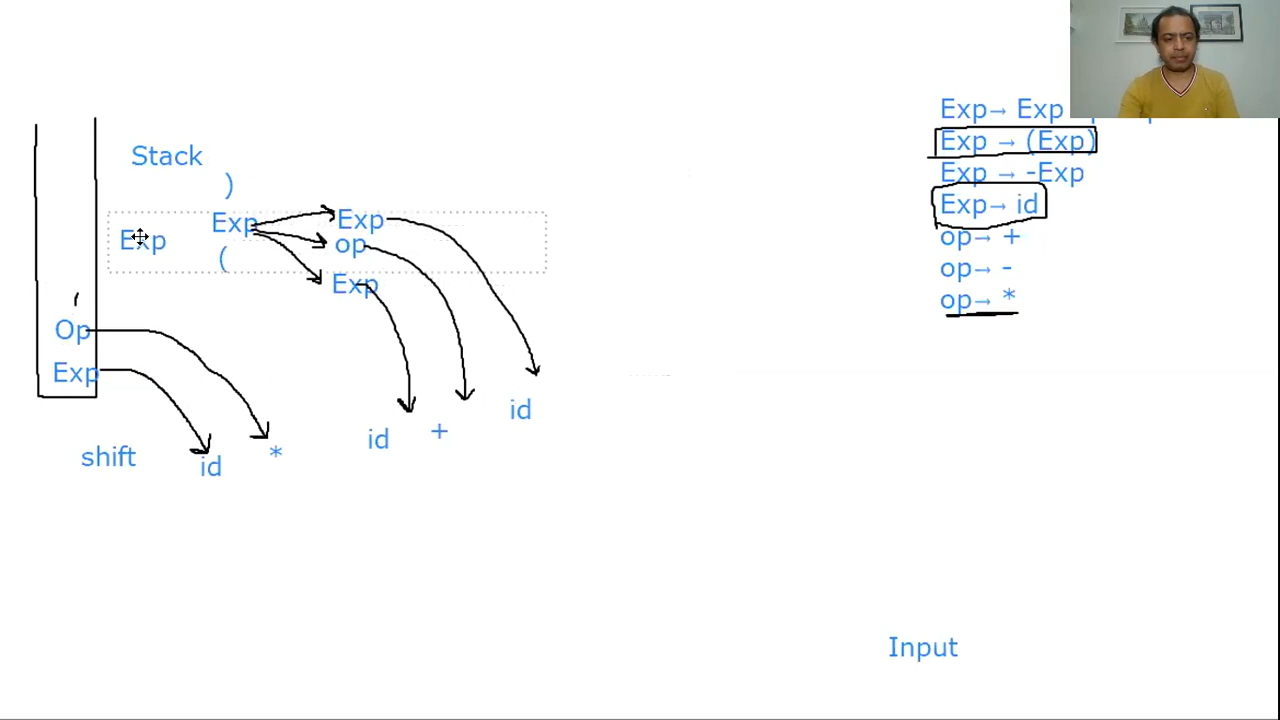 Stack
)
Exp Exp
Exp op
(
Exp
Op
Exp
shift id * id + id
Exp→ Exp
Exp → (Exp)
Exp → -Exp
Exp→ id
op→ +
op→ -
op→ *
Input